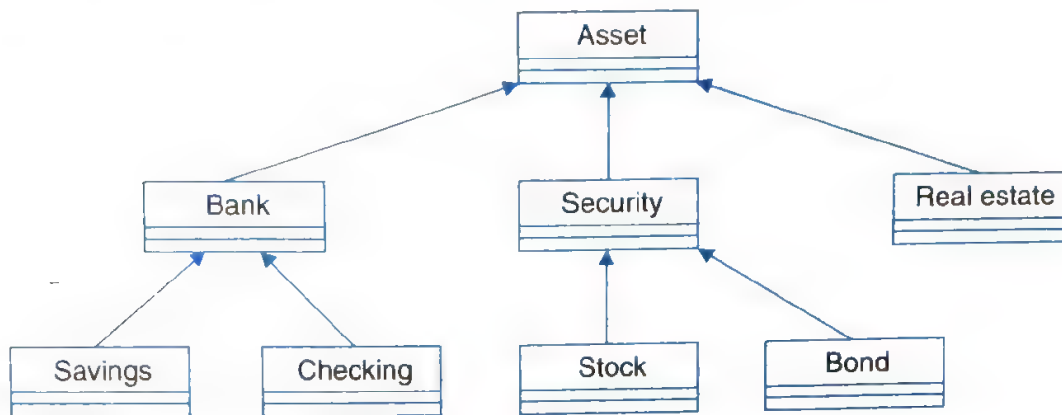 Asset
Bank
Security
Real estate
Savings
Checking
Stock
Bond